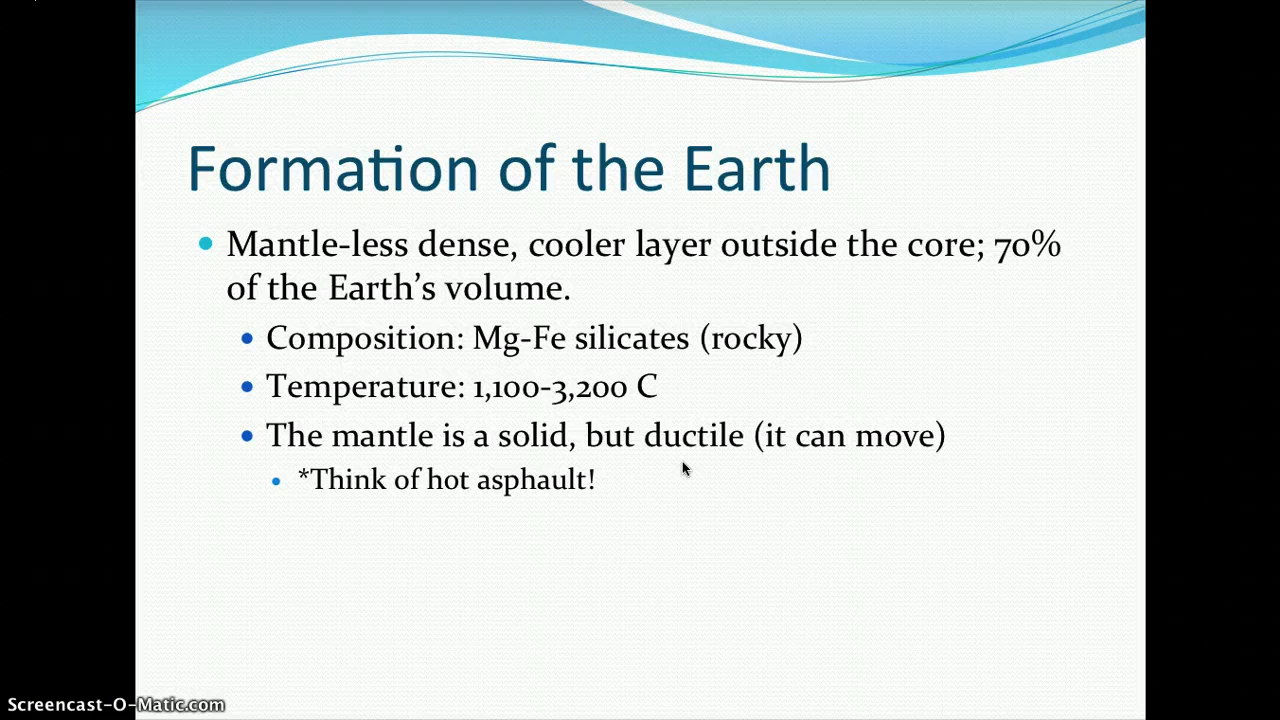 Formation of the Earth
Mantle-less dense, cooler layer outside the core; 70%
of the Earth's volume.
Composition: Mg-Fe silicates (rocky)
Temperature: 1,100-3,200 C
The mantle is a solid, but ductile (it can move)
*Think of hot asphault!
Screencast-O-Matic.com